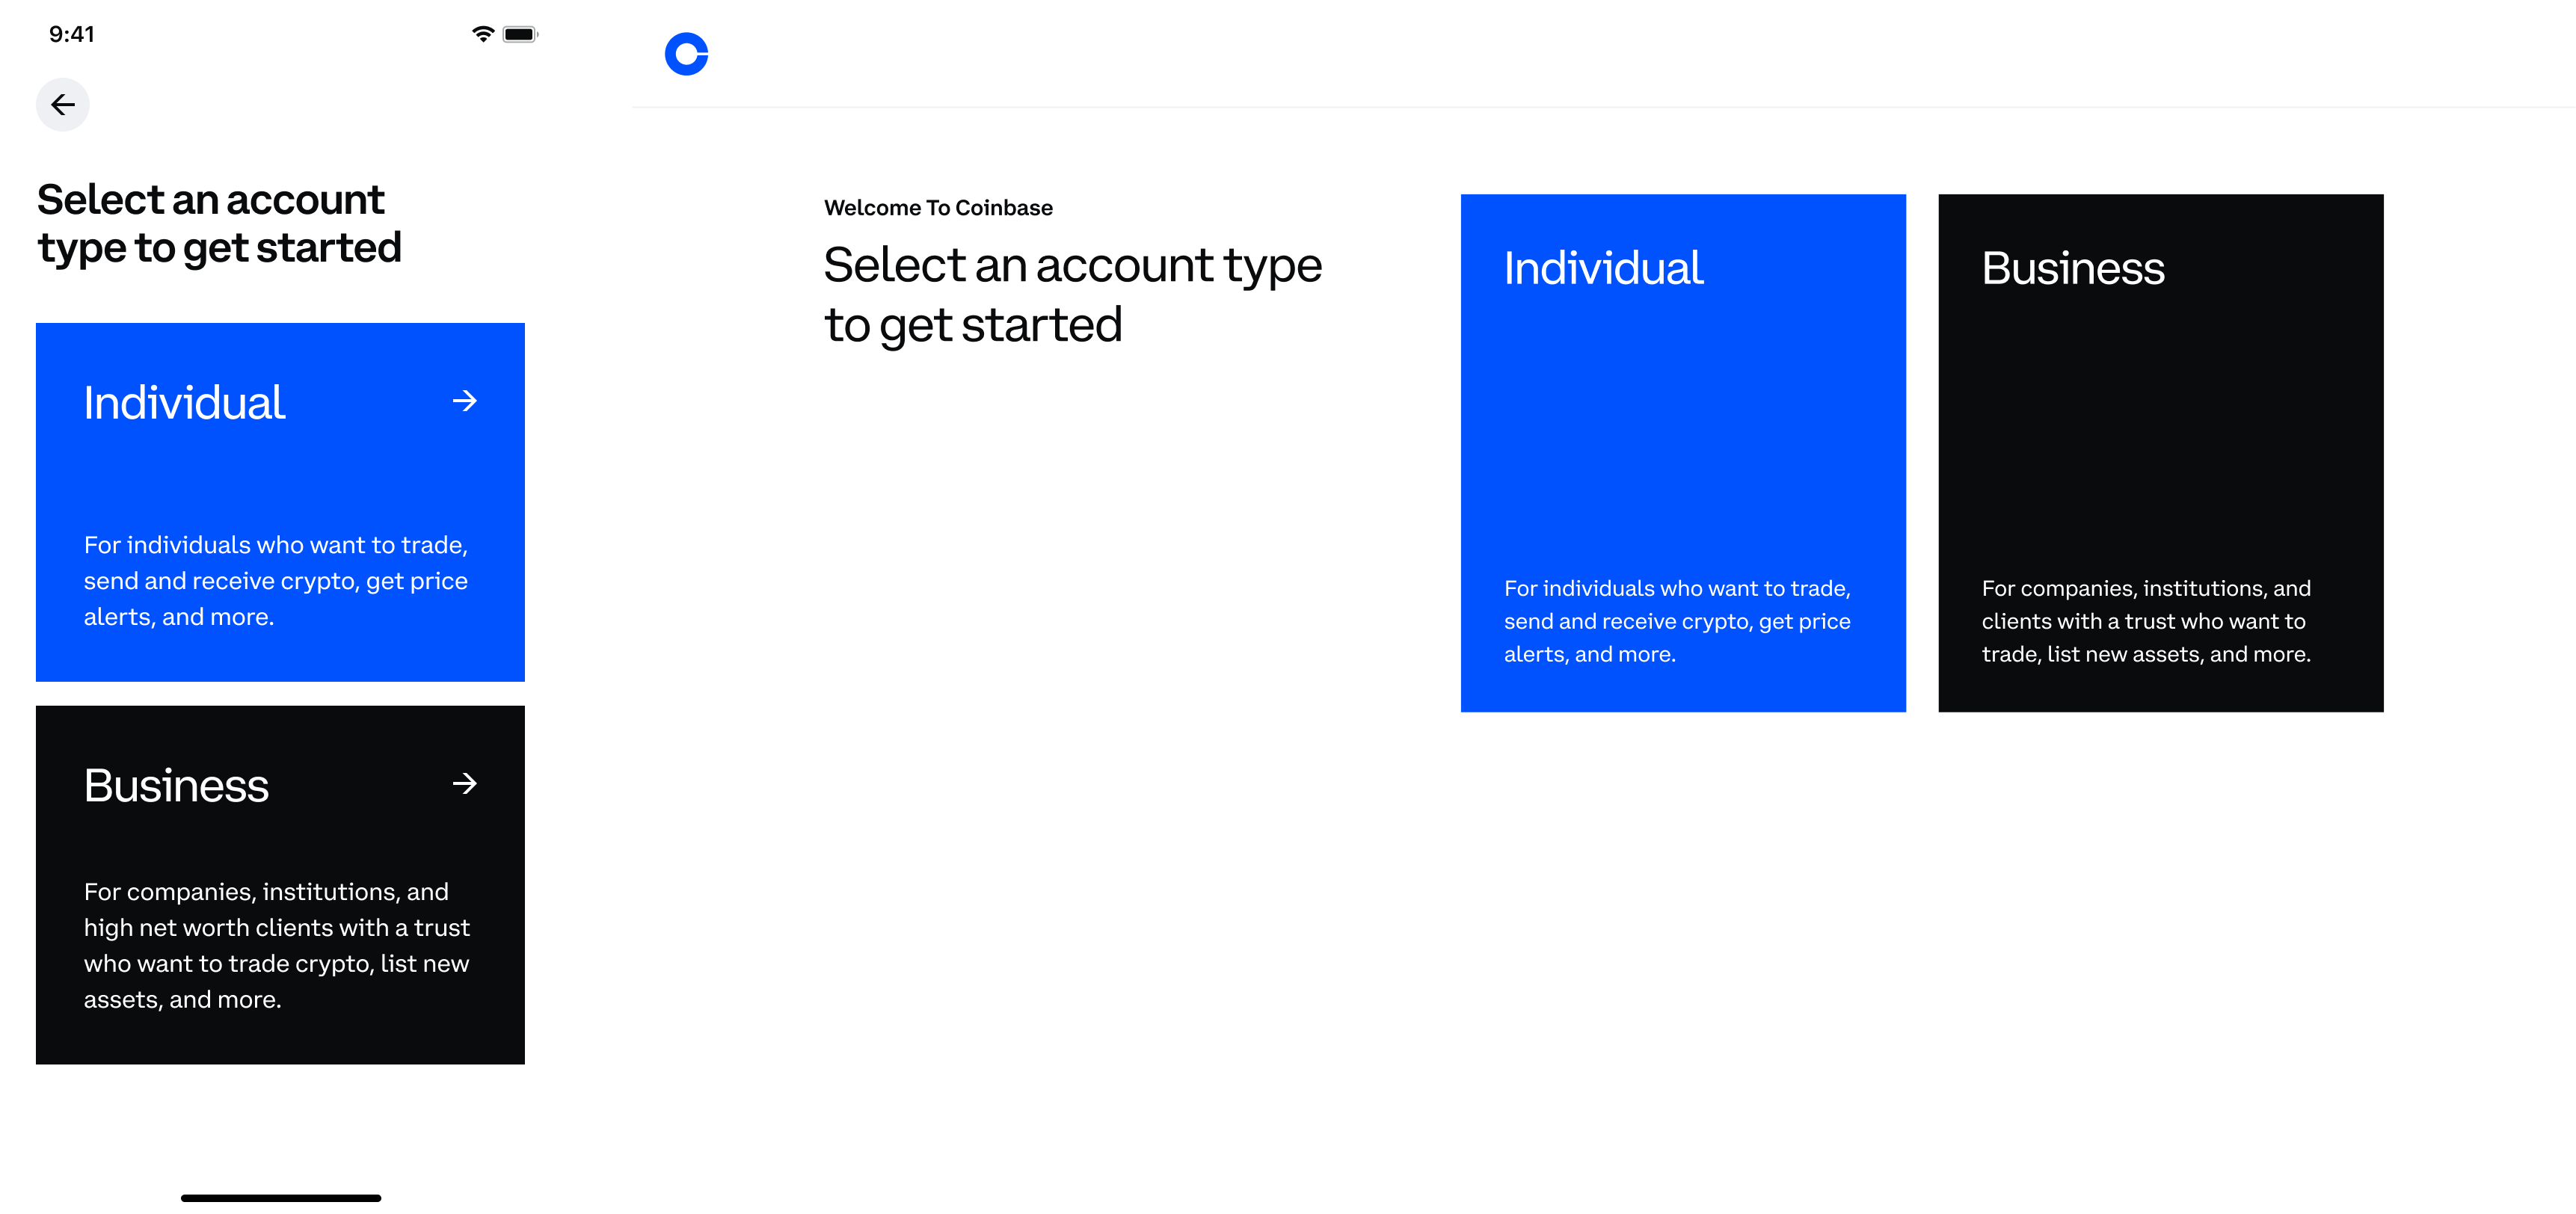 9:41
Select an account
type to get started
Individual
For individuals who want to trade,
send and receive crypto, get price
alerts, and more.
Business
For companies, institutions, and
high net worth clients with a trust
who want to trade crypto, list new
assets, and more.
Welcome To Coinbase
Select an account type
to get started
Individual
For individuals who want to trade,
send and receive crypto, get price
alerts, and more.
Business
For companies, institutions, and
clients with a trust who want to
trade, list new assets, and more.